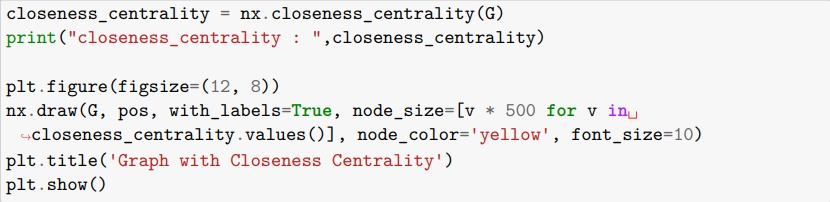 closeness_centrality = nx.closeness_centrality(G)
print("closeness_centrality : ",closeness_centrality)
plt.figure(figsize=(12, 8))
nx.draw(G, pos, with_labels=True, node_size=[v * 500 for v in␣
↪closeness_centrality.values()], node_color='yellow', font_size=10)
plt.title('Graph with Closeness Centrality')
plt.show()